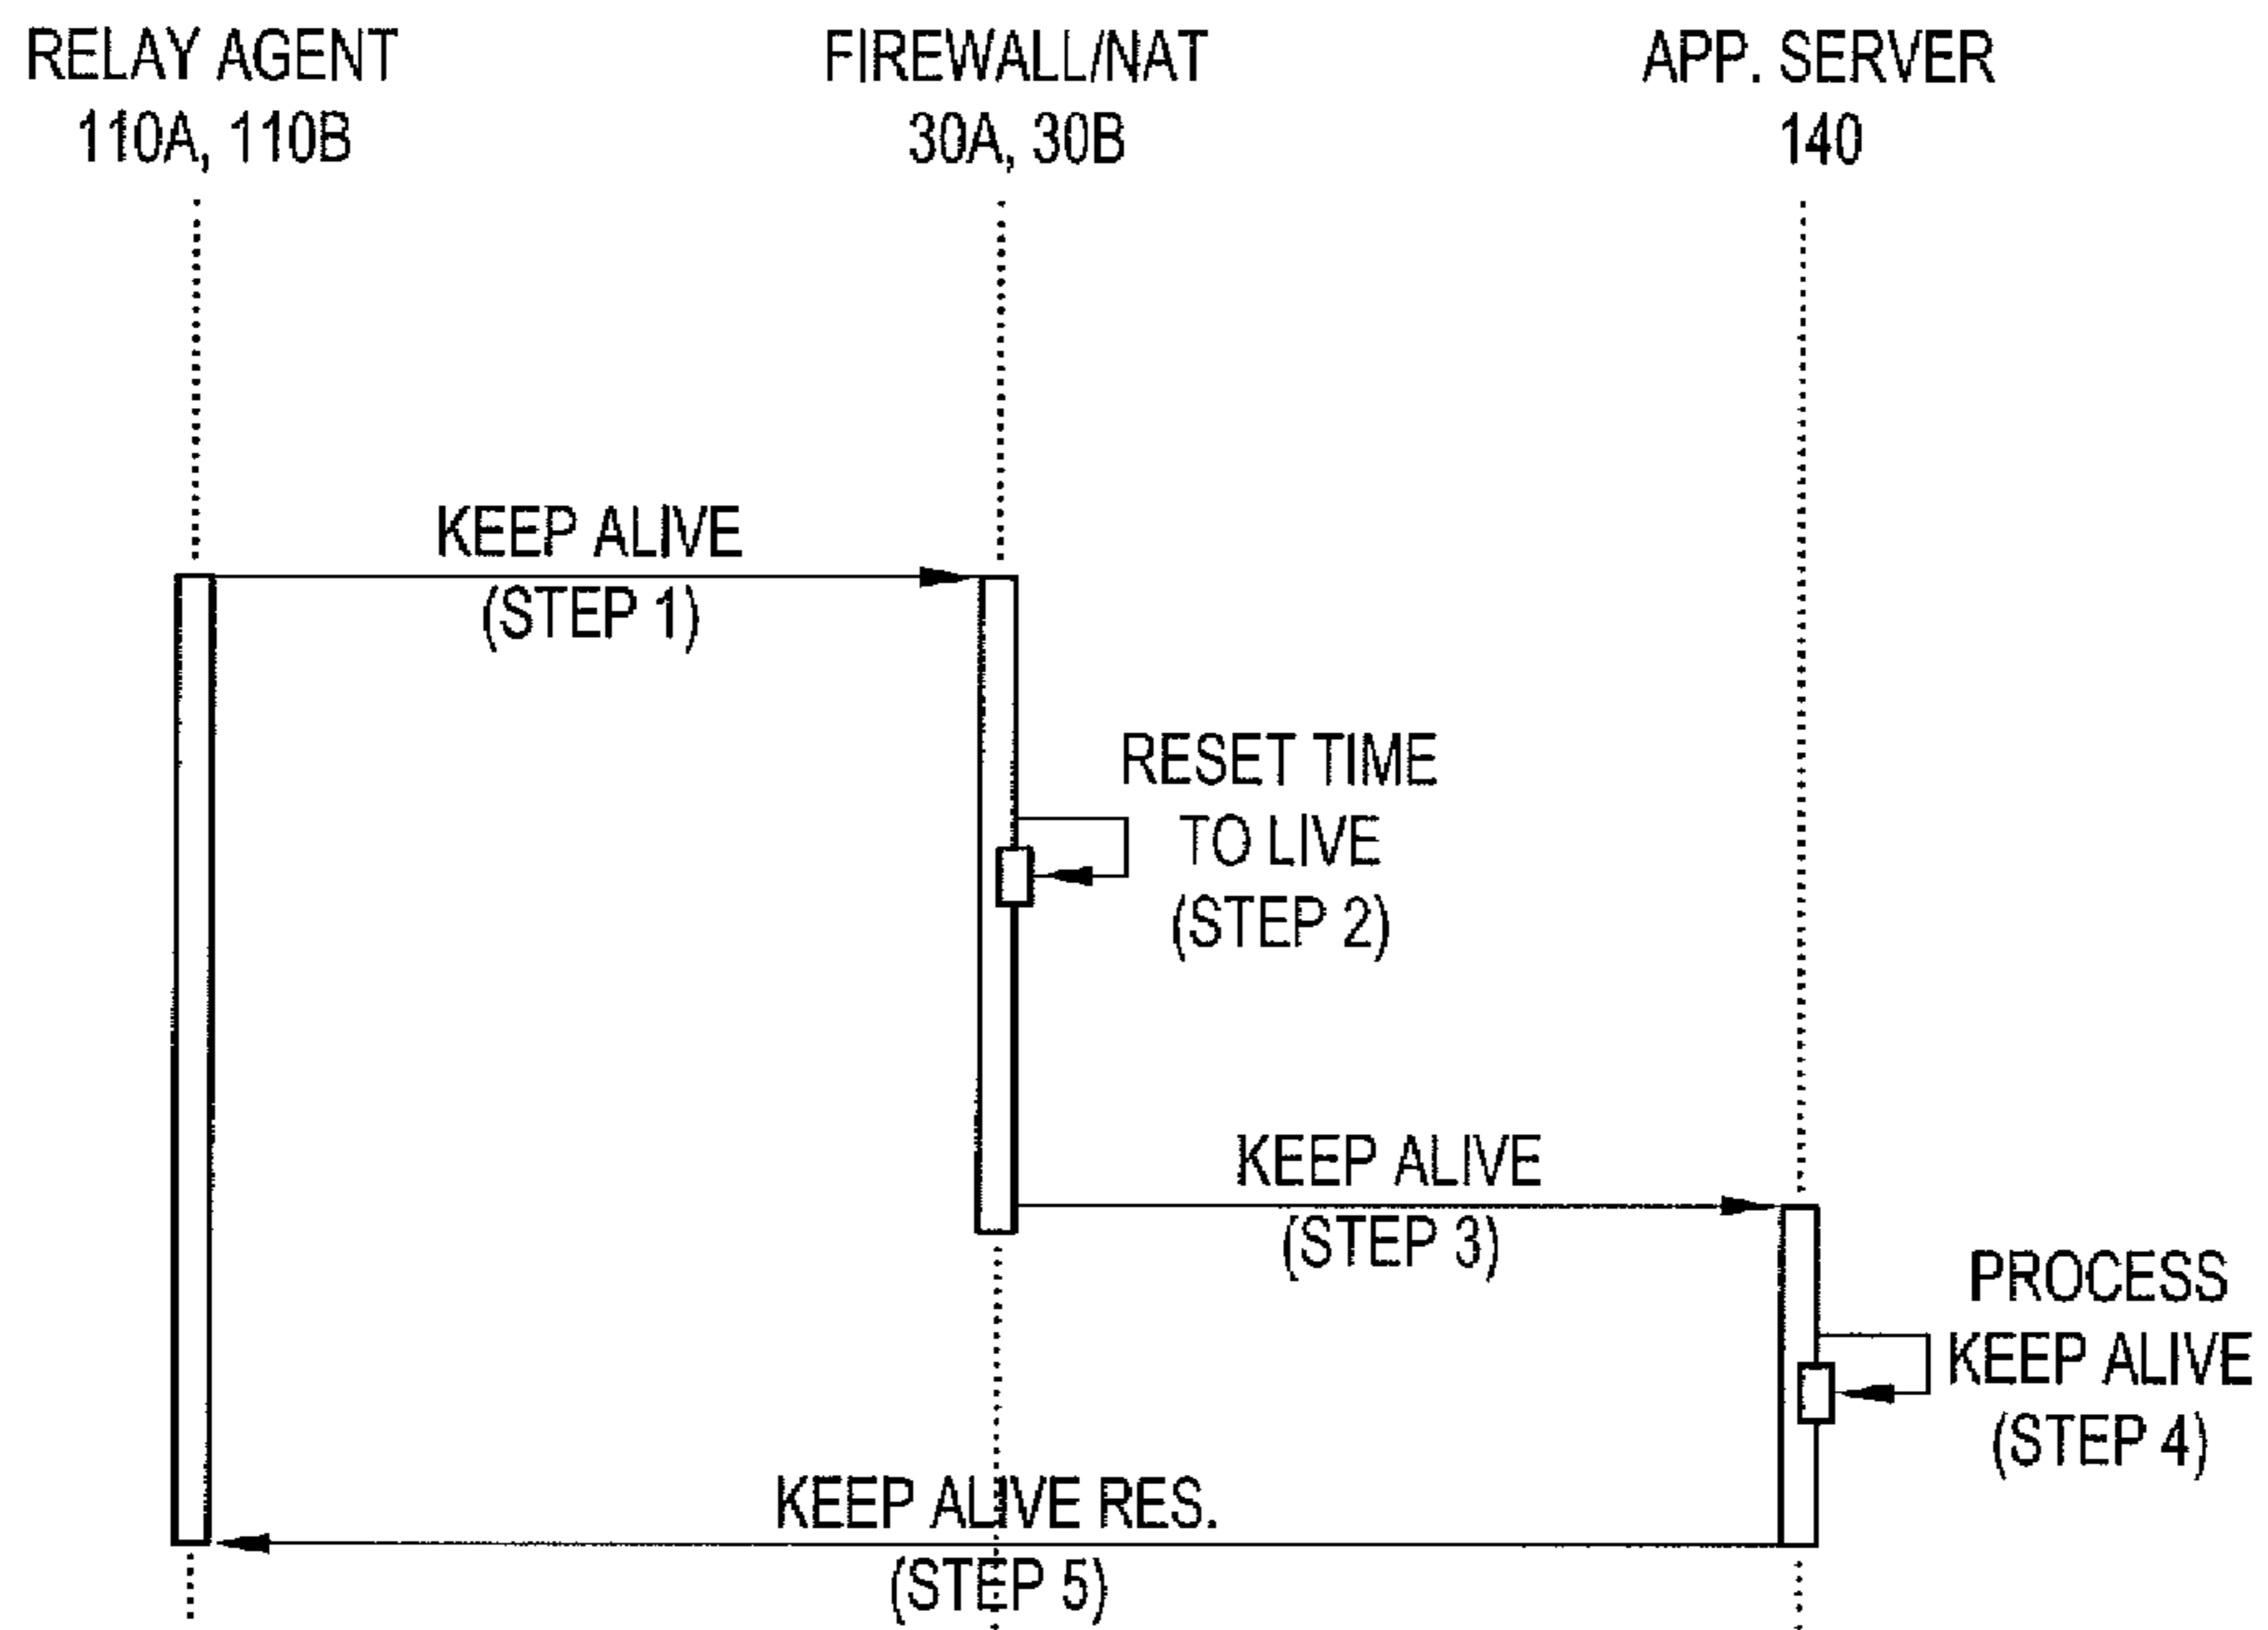 RELAY AGENT
110A, 110B
FIREWALL/NAT
30A, 30B
APP. SERVER
140
KEEP ALIVE
(STEP 1)
RESET TIME
TO LIVE
(STEP 2)
KEEP ALIVE
(STEP 3)
PROCESS
KEEP ALIVE
(STEP 4)
KEEP ALIVE RES.
(STEP 5)